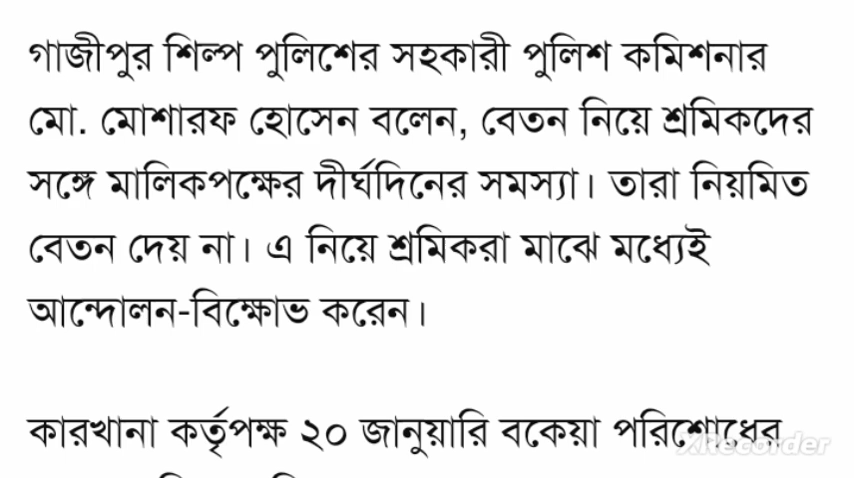 গাজীপুর শিল্প পুলিশের সহকারী পুলিশ কমিশনার
মো. মোশারফ হোসেন বলেন, বেতন নিয়ে শ্রমিকদের
সঙ্গে মালিকপক্ষের দীর্ঘদিনের সমস্যা। তারা নিয়মিত
বেতন দেয় না। এ নিয়ে শ্রমিকরা মাঝে মধ্যেই
আন্দোলন-বিক্ষোভ করেন।
কারখানা কর্তৃপক্ষ ২০ জানুয়ারি বকেয়া পরিশোধের
XRecorder